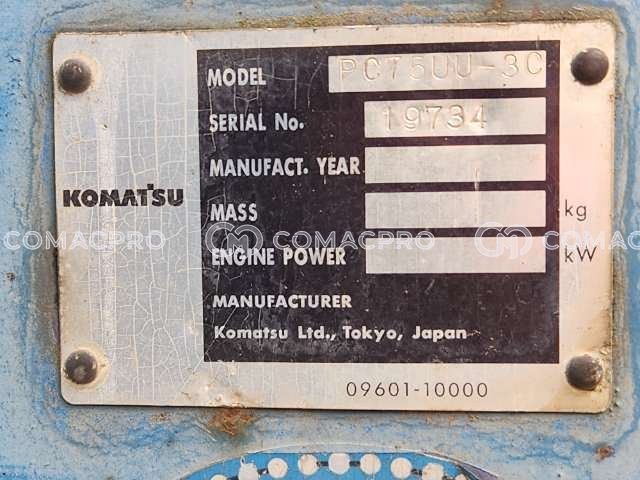 MODEL PC75UU-3C
SERIAL No. 19734
MANUFACT. YEAR
KOMATSU
MASS kg
COMACPRO COMACPRO COMACPRO
ENGINE POWER kW
MANUFACTURER
Komatsu Ltd., Tokyo, Japan
09601-10000